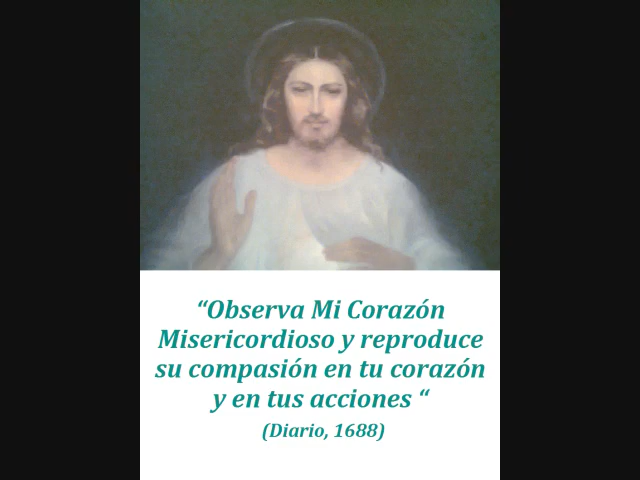 “Observa Mi Corazón
Misericordioso y reproduce
su compasión en tu corazón
y en tus acciones “
(Diario, 1688)